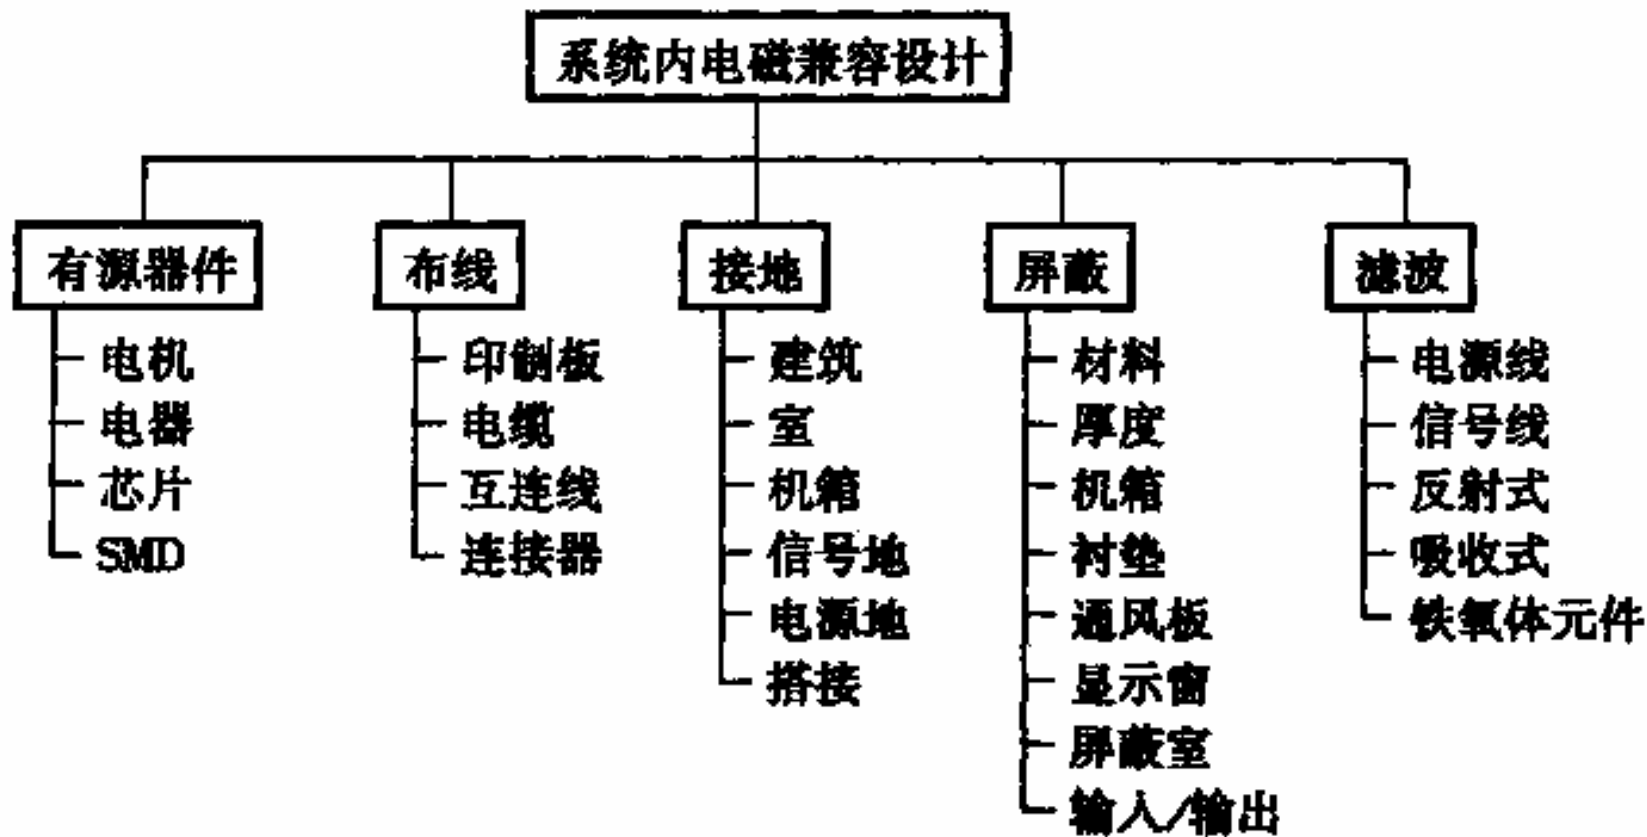 系统内电磁兼容设计
有源器件
电机
电器
芯片
SMD
布线
印制板
电缆
互连线
连接器
接地
建筑
室
机箱
信号地
电源地
搭接
屏蔽
材料
厚度
机箱
衬垫
通风板
显示窗
屏蔽室
输入/输出
滤波
电源线
信号线
反射式
吸收式
铁氧体元件